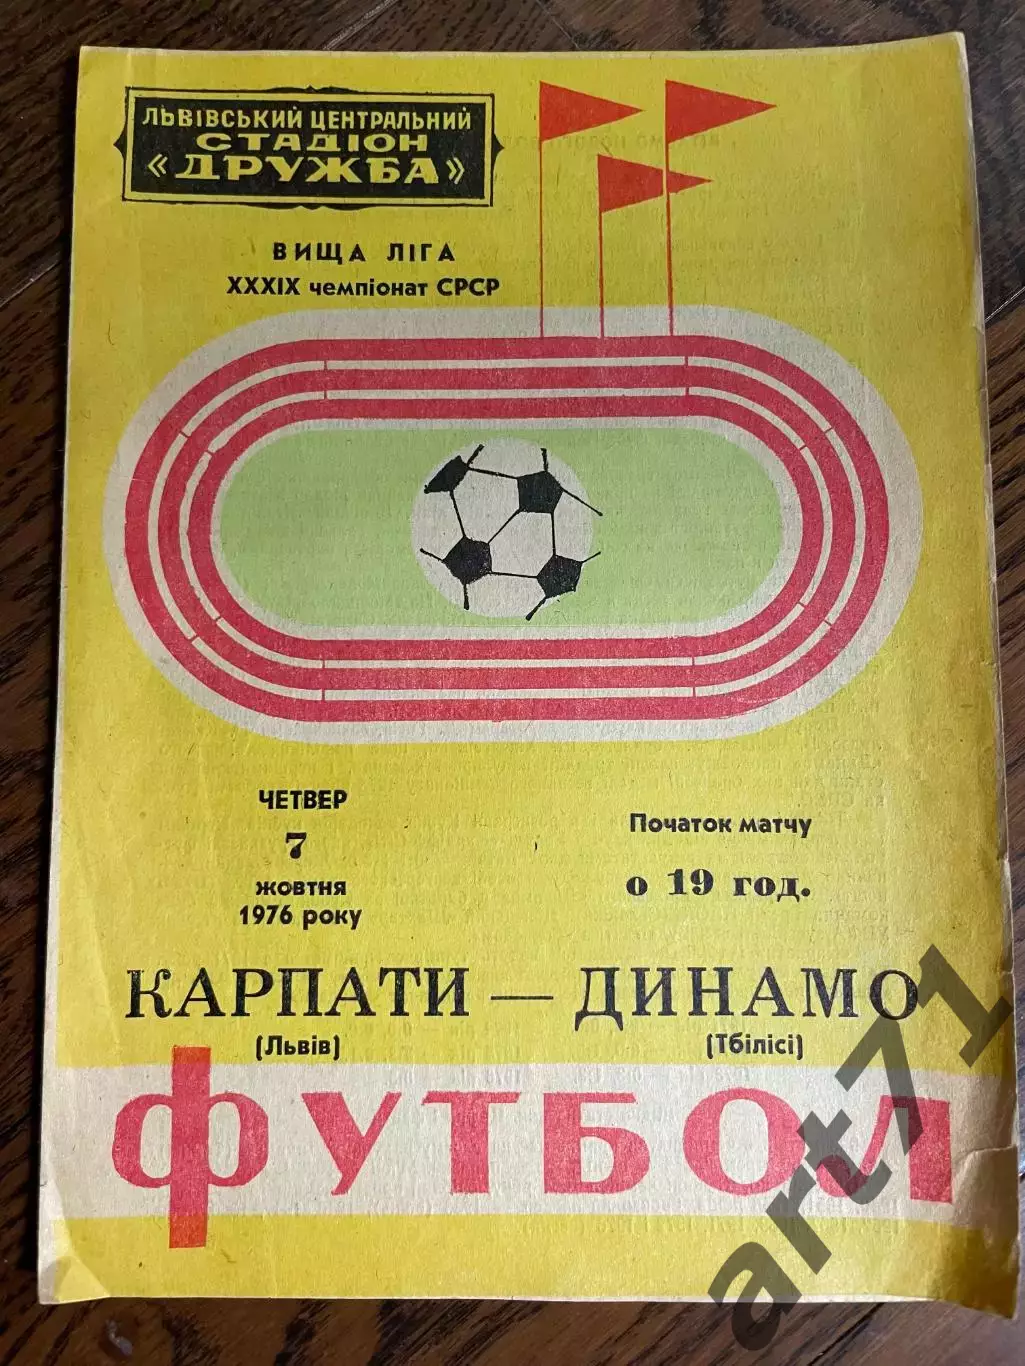 ЛЬВІВСЬКИЙ ЦЕНТРАЛЬНИЙ
СТАДІОН
«ДРУЖБА»
ВИЩА ЛІГА
XXXIX чемпіонат СРСР
ЧЕТВЕР
7
жовтня
1976 року
Початок матчу
о 19 год.
КАРПАТИ — ДИНАМО
(Львів) (Тбілісі)
ФУТБОЛ
art71